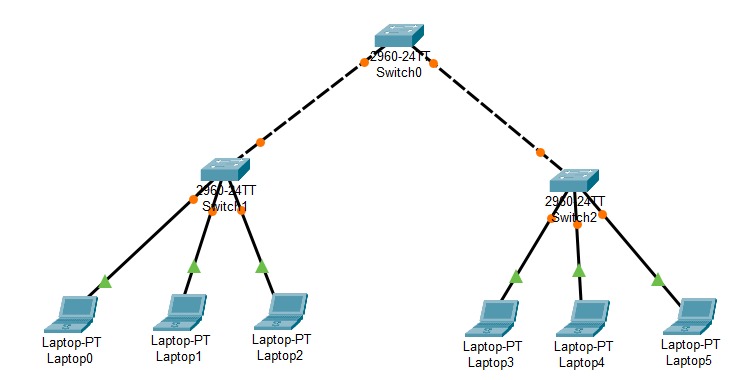 2960-24TT
Switch0
2960-24TT
Switch1
2960-24TT
Switch2
Laptop-PT
Laptop0
Laptop-PT
Laptop1
Laptop-PT
Laptop2
Laptop-PT
Laptop3
Laptop-PT
Laptop4
Laptop-PT
Laptop5